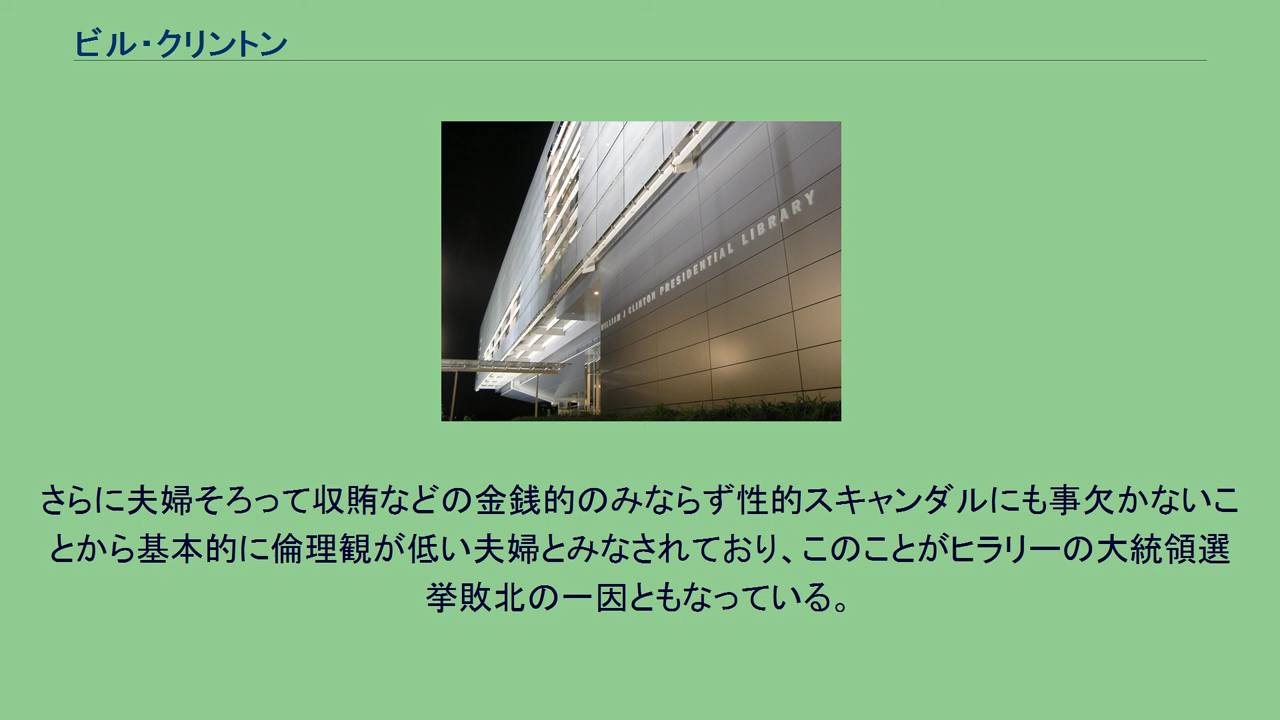 ビル・クリントン
WILLIAM J CLINTON PRESIDENTIAL LIBRARY
さらに夫婦そろって収賄などの金銭的のみならず性的スキャンダルにも事欠かないこ
とから基本的に倫理観が低い夫婦とみなされており、このことがヒラリーの大統領選
挙敗北の一因ともなっている。